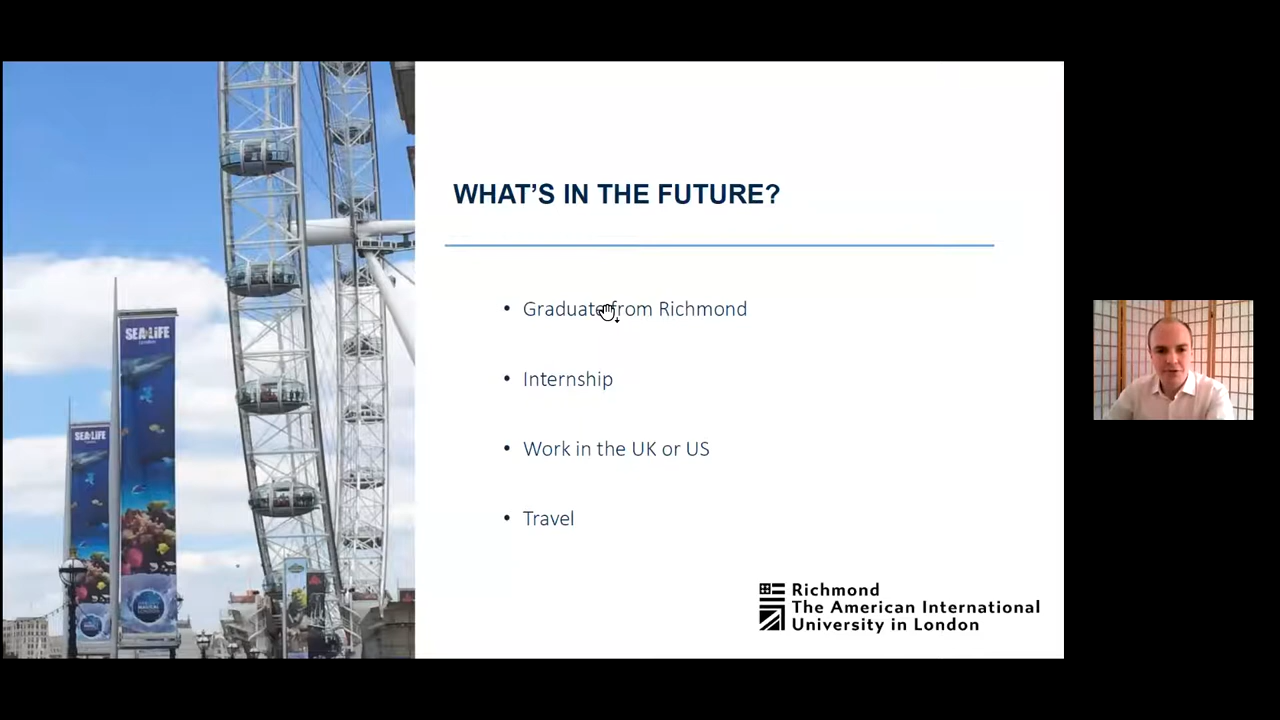 SEA LIFE
London
SEA LIFE
WHAT'S IN THE FUTURE?
• Graduate from Richmond
• Internship
• Work in the UK or US
• Travel
Richmond
The American International
University in London